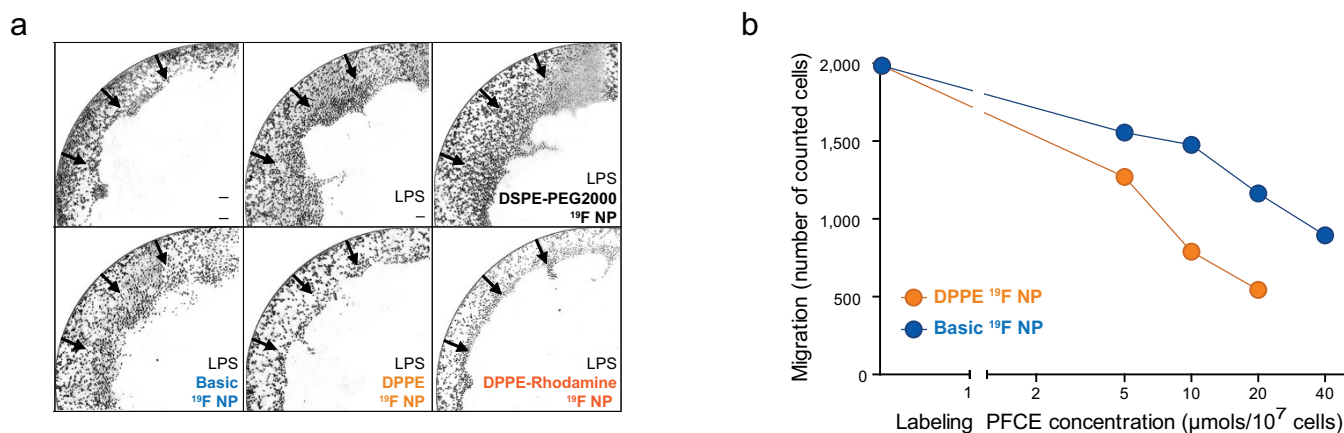 a
–
–
LPS
–
LPS
DSPE-PEG2000
¹⁹F NP
LPS
Basic
¹⁹F NP
LPS
DPPE
¹⁹F NP
LPS
DPPE-Rhodamine
¹⁹F NP
b
Migration (number of counted cells)
2,000
1,500
1,000
500
0
DPPE ¹⁹F NP
Basic ¹⁹F NP
1 2 5 10 20 40
Labeling PFCE concentration (µmols/10⁷ cells)